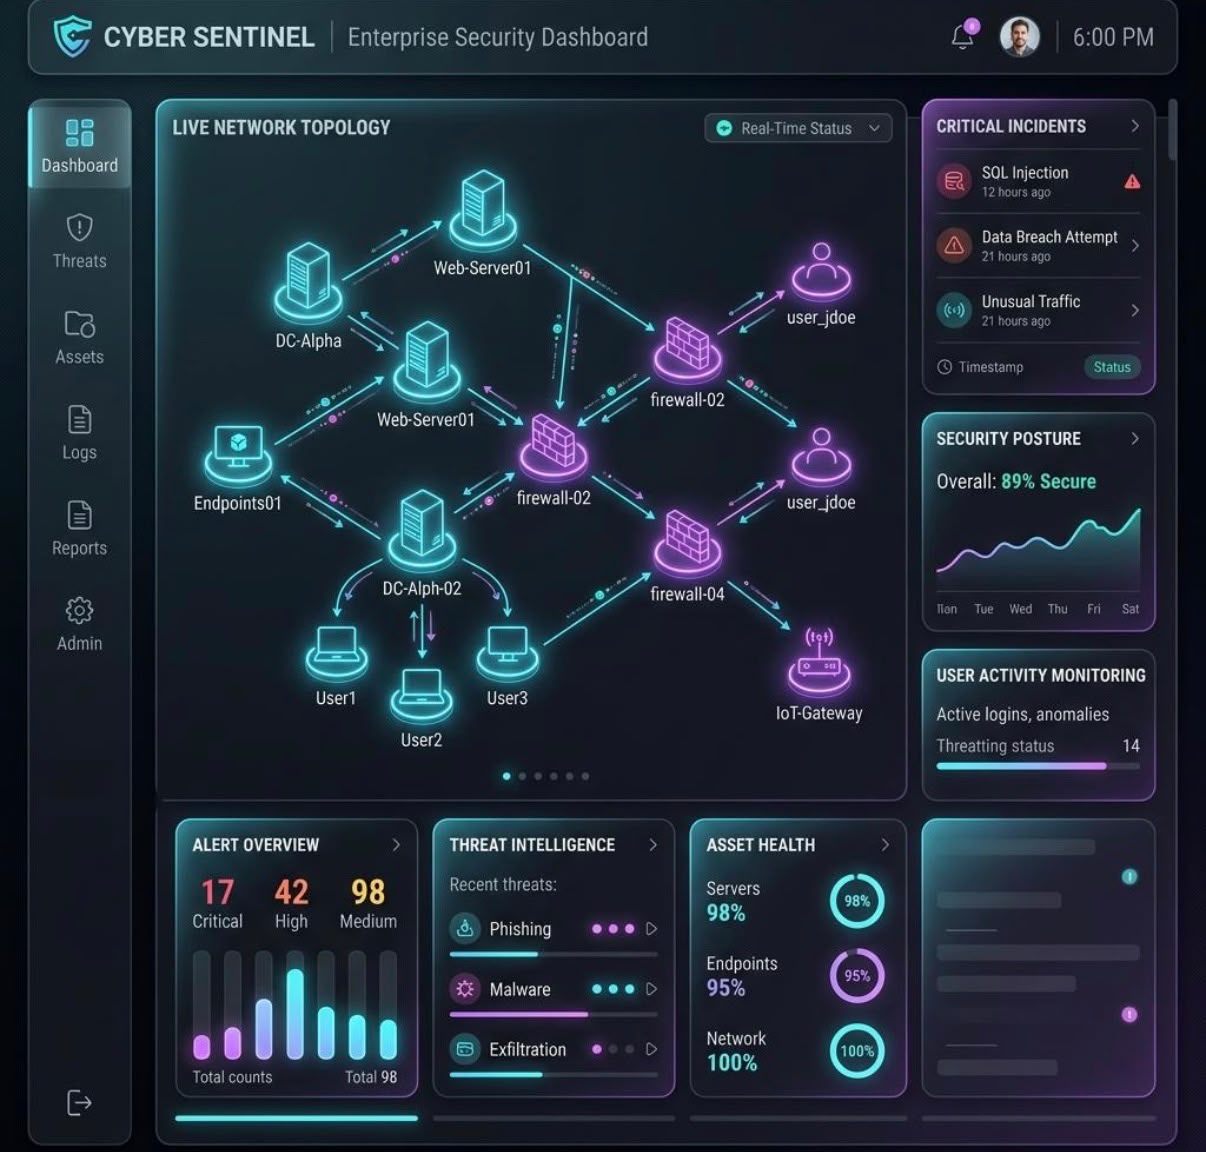 CYBER SENTINEL
Enterprise Security Dashboard
6:00 PM
Dashboard
Threats
Assets
Logs
Reports
Admin
LIVE NETWORK TOPOLOGY
Real-Time Status
Web-Server01
DC-Alpha
user_jdoe
Web-Server01
firewall-02
Endpoints01
firewall-02
user_jdoe
DC-Alph-02
firewall-04
User1
User3
User2
IoT-Gateway
CRITICAL INCIDENTS
SQL Injection
12 hours ago
Data Breach Attempt
21 hours ago
Unusual Traffic
21 hours ago
Timestamp
Status
SECURITY POSTURE
Overall: 89% Secure
Tue Wed Thu Fri Sat
USER ACTIVITY MONITORING
Active logins, anomalies
Threatting status 14
ALERT OVERVIEW
17 42 98
Critical High Medium
Total counts Total 98
THREAT INTELLIGENCE
Recent threats:
Phishing
Malware
Exfiltration
ASSET HEALTH
Servers
98%
98%
Endpoints
95%
95%
Network
100%
100%